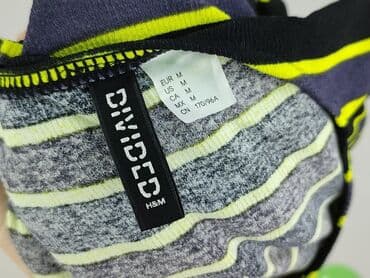 DIVIDED
H&M
EUR M
US M
CA M
MX M
CN 170/96A